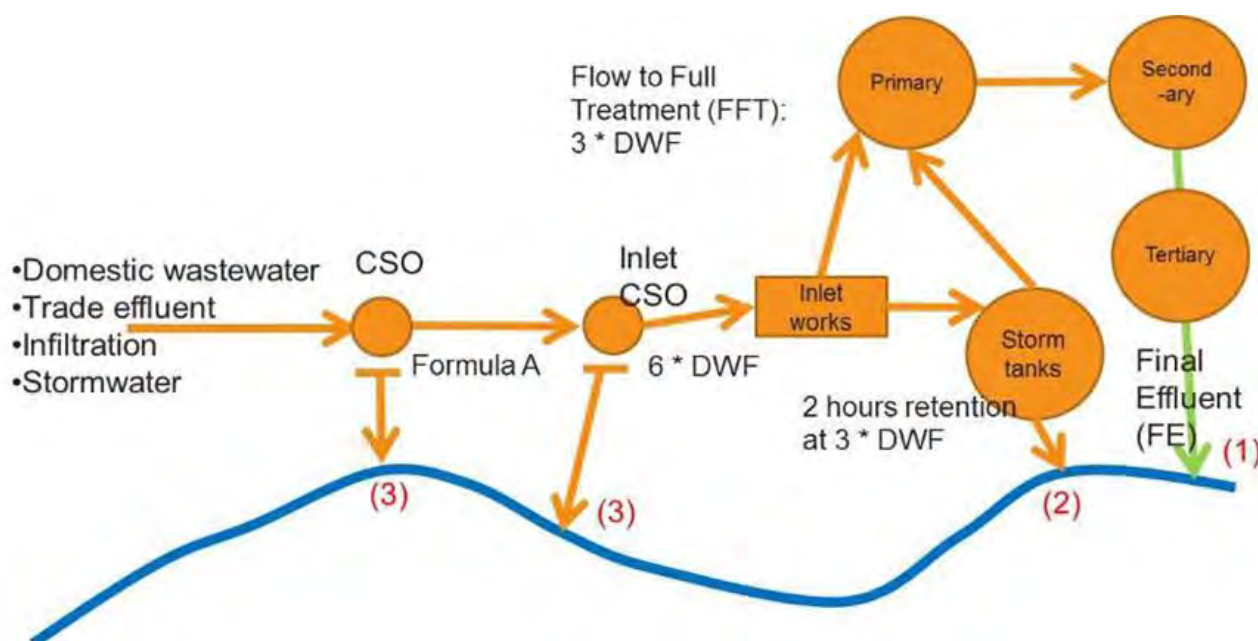 Flow to Full
Treatment (FFT):
3 * DWF
Primary
Second
-ary
•Domestic wastewater
•Trade effluent
•Infiltration
•Stormwater
CSO
Formula A
Inlet
CSO
6 * DWF
Inlet
works
Storm
tanks
2 hours retention
at 3 * DWF
Tertiary
Final
Effluent
(FE)
(1)
(2)
(3)
(3)